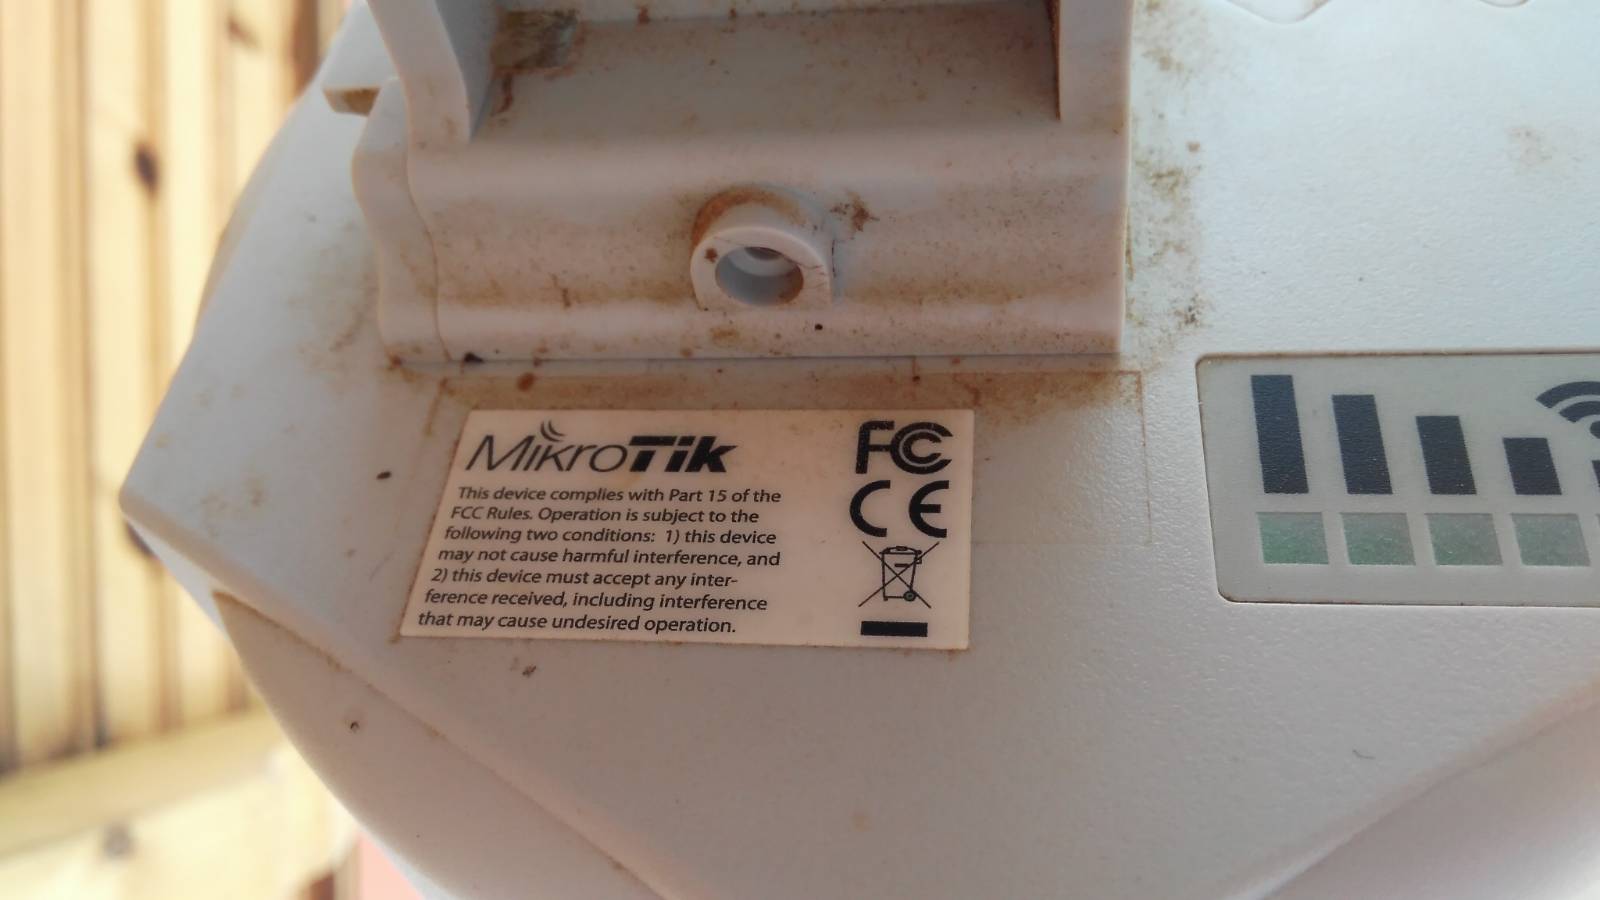 MikroTik
This device complies with Part 15 of the
FCC Rules. Operation is subject to the
following two conditions: 1) this device
may not cause harmful interference, and
2) this device must accept any inter-
ference received, including interference
that may cause undesired operation.
FC
CE